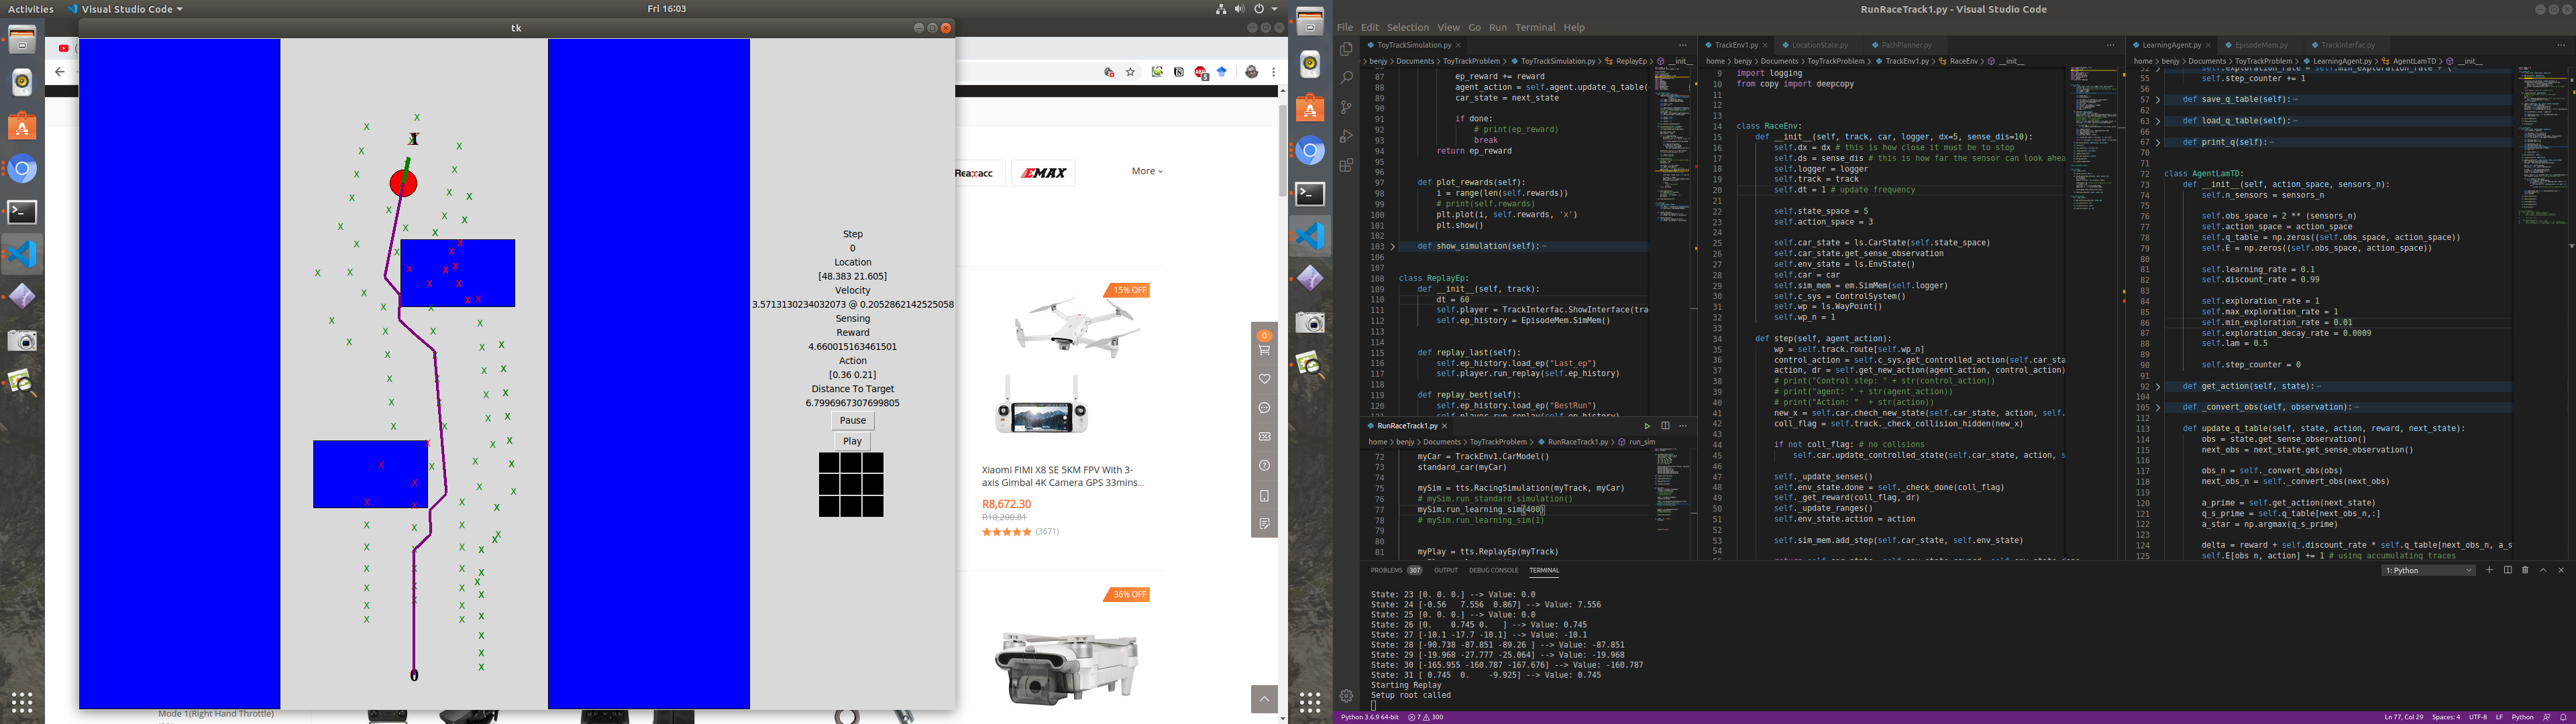 Activities
Visual Studio Code
Fri 16:03
tk
X
0
Step
0
Location
[48.383 21.605]
Velocity
3.5713130234032073 @ 0.2052862142525058
Sensing
Reward
4.660015163461501
Action
[0.36 0.21]
Distance To Target
6.7996967307699805
Pause
Play
EMAX
More
15% OFF
Xiaomi FIMI X8 SE 5KM FPV With 3-
axis Gimbal 4K Camera GPS 33mins...
R8,672.30
R10,200.81
(3671)
36% OFF
0
Mode 1(Right Hand Throttle)
RunRaceTrack1.py - Visual Studio Code
File Edit Selection View Go Run Terminal Help
ToyTrackSimulation.py
benjy > Documents > ToyTrackProblem > ToyTrackSimulation.py > ReplayEp > __init__
87 ep_reward += reward
88 agent_action = self.agent.update_q_table(
89 car_state = next_state
90
91 if done:
92 # print(ep_reward)
93 break
94 return ep_reward
95
96
97 def plot_rewards(self):
98 i = range(len(self.rewards))
99 # print(self.rewards)
100 plt.plot(i, self.rewards, 'x')
101 plt.show()
102
103 def show_simulation(self):
106
107
108 class ReplayEp:
109 def __init__(self, track):
110 dt = 60
111 self.player = TrackInterfac.ShowInterface(tra
112 self.ep_history = EpisodeMem.SimMem()
113
114
115 def replay_last(self):
116 self.ep_history.load_ep("Last_ep")
117 self.player.run_replay(self.ep_history)
118
119 def replay_best(self):
120 self.ep_history.load_ep("BestRun")
RunRaceTrack1.py
home > benjy > Documents > ToyTrackProblem > RunRaceTrack1.py > run_sim
72 myCar = TrackEnv1.CarModel()
73 standard_car(myCar)
74
75 mySim = tts.RacingSimulation(myTrack, myCar)
76 # mySim.run_standard_simulation()
77 mySim.run_learning_sim(400)
78 # mySim.run_learning_sim(1)
79
80
81 myPlay = tts.ReplayEp(myTrack)
TrackEnv1.py LocationState.py PathPlanner.py
home > benjy > Documents > ToyTrackProblem > TrackEnv1.py > RaceEnv > __init__
9 import logging
10 from copy import deepcopy
11
12
13
14 class RaceEnv:
15 def __init__(self, track, car, logger, dx=5, sense_dis=10):
16 self.dx = dx # this is how close it must be to stop
17 self.ds = sense_dis # this is how far the sensor can look ahea
18 self.logger = logger
19 self.track = track
20 self.dt = 1 # update frequency
21
22 self.state_space = 5
23 self.action_space = 3
24
25 self.car_state = ls.CarState(self.state_space)
26 self.car_state.get_sense_observation
27 self.env_state = ls.EnvState()
28 self.car = car
29 self.sim_mem = em.SimMem(self.logger)
30 self.c_sys = ControlSystem()
31 self.wp = ls.WayPoint()
32 self.wp_n = 1
33
34 def step(self, agent_action):
35 wp = self.track.route[self.wp_n]
36 control_action = self.c_sys.get_controlled_action(self.car_sta
37 action, dr = self.get_new_action(agent_action, control_action)
38 # print("Control step: " + str(control_action))
39 # print("agent: " + str(agent_action))
40 # print("Action: " + str(action))
41 new_x = self.car.chech_new_state(self.car_state, action, self.
42 coll_flag = self.track._check_collision_hidden(new_x)
43
44 if not coll_flag: # no collsions
45 self.car.update_controlled_state(self.car_state, action, s
46
47 self._update_senses()
48 self.env_state.done = self._check_done(coll_flag)
49 self._get_reward(coll_flag, dr)
50 self._update_ranges()
51 self.env_state.action = action
52
53 self.sim_mem.add_step(self.car_state, self.env_state)
54
LearningAgent.py EpisodeMem.py TrackInterfac.py
home > benjy > Documents > ToyTrackProblem > LearningAgent.py > AgentLamTD > __init__
55 self.step_counter += 1
56
57 def save_q_table(self):
62
63 def load_q_table(self):
66
67 def print_q(self):
70
71
72 class AgentLamTD:
73 def __init__(self, action_space, sensors_n):
74 self.n_sensors = sensors_n
75
76 self.obs_space = 2 ** (sensors_n)
77 self.action_space = action_space
78 self.q_table = np.zeros((self.obs_space, action_space))
79 self.E = np.zeros((self.obs_space, action_space))
80
81 self.learning_rate = 0.1
82 self.discount_rate = 0.99
83
84 self.exploration_rate = 1
85 self.max_exploration_rate = 1
86 self.min_exploration_rate = 0.01
87 self.exploration_decay_rate = 0.0009
88 self.lam = 0.5
89
90 self.step_counter = 0
91
92 def get_action(self, state):
104
105 def _convert_obs(self, observation):
112
113 def update_q_table(self, state, action, reward, next_state):
114 obs = state.get_sense_observation()
115 next_obs = next_state.get_sense_observation()
116
117 obs_n = self._convert_obs(obs)
118 next_obs_n = self._convert_obs(next_obs)
119
120 a_prime = self.get_action(next_state)
121 q_s_prime = self.q_table[next_obs_n,:]
122 a_star = np.argmax(q_s_prime)
123
124 delta = reward + self.discount_rate * self.q_table[next_obs_n, a_s
125 self.E[obs_n, action] += 1 # using accumulating traces
PROBLEMS 307 OUTPUT DEBUG CONSOLE TERMINAL
1: Python
State: 23 [0. 0. 0.] --> Value: 0.0
State: 24 [-0.56 7.556 0.867] --> Value: 7.556
State: 25 [0. 0. 0.] --> Value: 0.0
State: 26 [0. 0.745 0. ] --> Value: 0.745
State: 27 [-10.1 -17.7 -10.1] --> Value: -10.1
State: 28 [-90.738 -87.851 -89.26 ] --> Value: -87.851
State: 29 [-19.968 -27.777 -25.064] --> Value: -19.968
State: 30 [-165.955 -160.787 -167.676] --> Value: -160.787
State: 31 [ 0.745 0. -9.925] --> Value: 0.745
Starting Replay
Setup root called
Python 3.6.9 64-bit 7 300
Ln 77, Col 29 Spaces: 4 UTF-8 LF Python